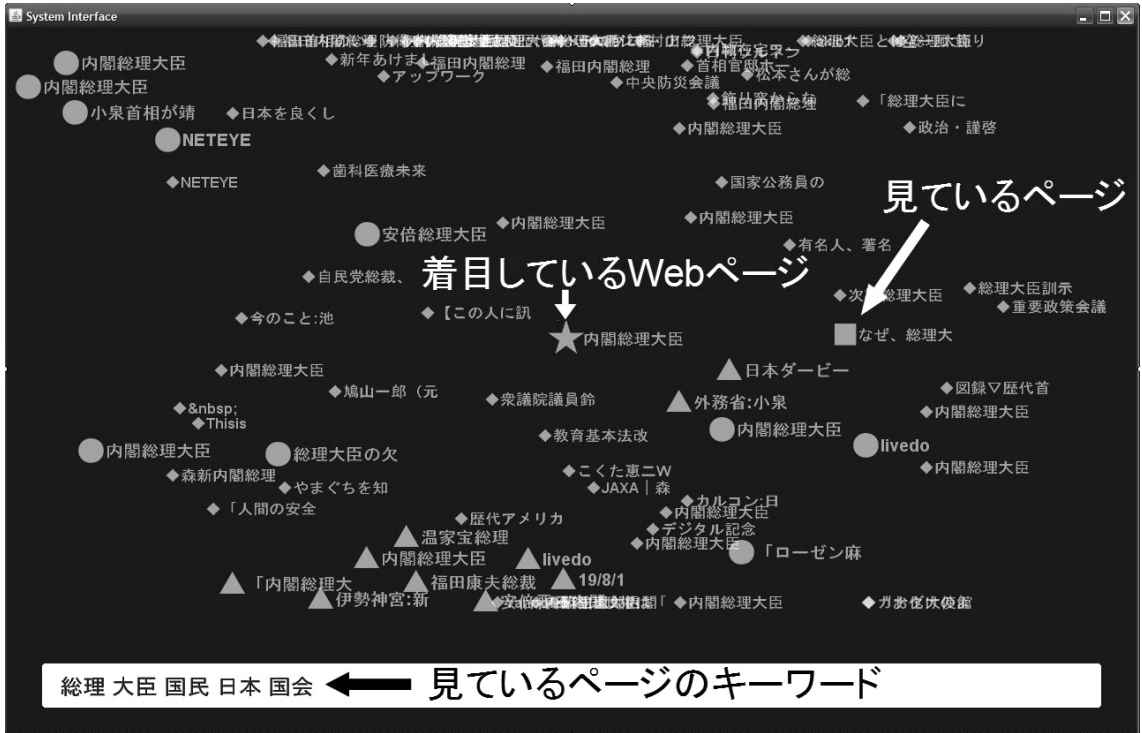 System Interface
◆新年あけまし
◆福田内閣総理
◆福田内閣総理
◆首相官邸ホー
●内閣総理大臣
◆アップワーク
◆中央防災会議
◆松本さんが総
●内閣総理大臣
◆福田内閣総理
◆「総理大臣に
●小泉首相が靖
◆日本を良くし
◆内閣総理大臣
◆政治・謹啓
●NETEYE
◆歯科医療未来
◆NETEYE
◆国家公務員の
見ているページ
◆内閣総理大臣
◆内閣総理大臣
●安倍総理大臣
◆有名人、著名
◆自民党総裁、
着目しているWebページ
◆総理大臣訓示
◆重要政策会議
◆今のこと:池
◆【この人に訊
★内閣総理大臣
■なぜ、総理大
◆内閣総理大臣
▲日本ダービー
◆鳩山一郎（元
◆衆議院議員鈴
▲外務省:小泉
◆図録▽歴代首
◆&nbsp;
◆Thisis
◆内閣総理大臣
●内閣総理大臣
◆教育基本法改
●livedo
●内閣総理大臣
●総理大臣の欠
◆森新内閣総理
◆こくた恵二W
◆内閣総理大臣
◆やまぐちを知
◆JAXA｜森
◆カルコン:日
◆「人間の安全
◆歴代アメリカ
◆内閣総理大臣
◆デジタル記念
▲温家宝総理
◆内閣総理大臣
●「ローゼン麻
▲内閣総理大臣
▲livedo
▲「内閣総理大
▲福田康夫総裁
▲19/8/1
▲伊勢神宮:新
◆内閣総理大臣
総理 大臣 国民 日本 国会
見ているページのキーワード